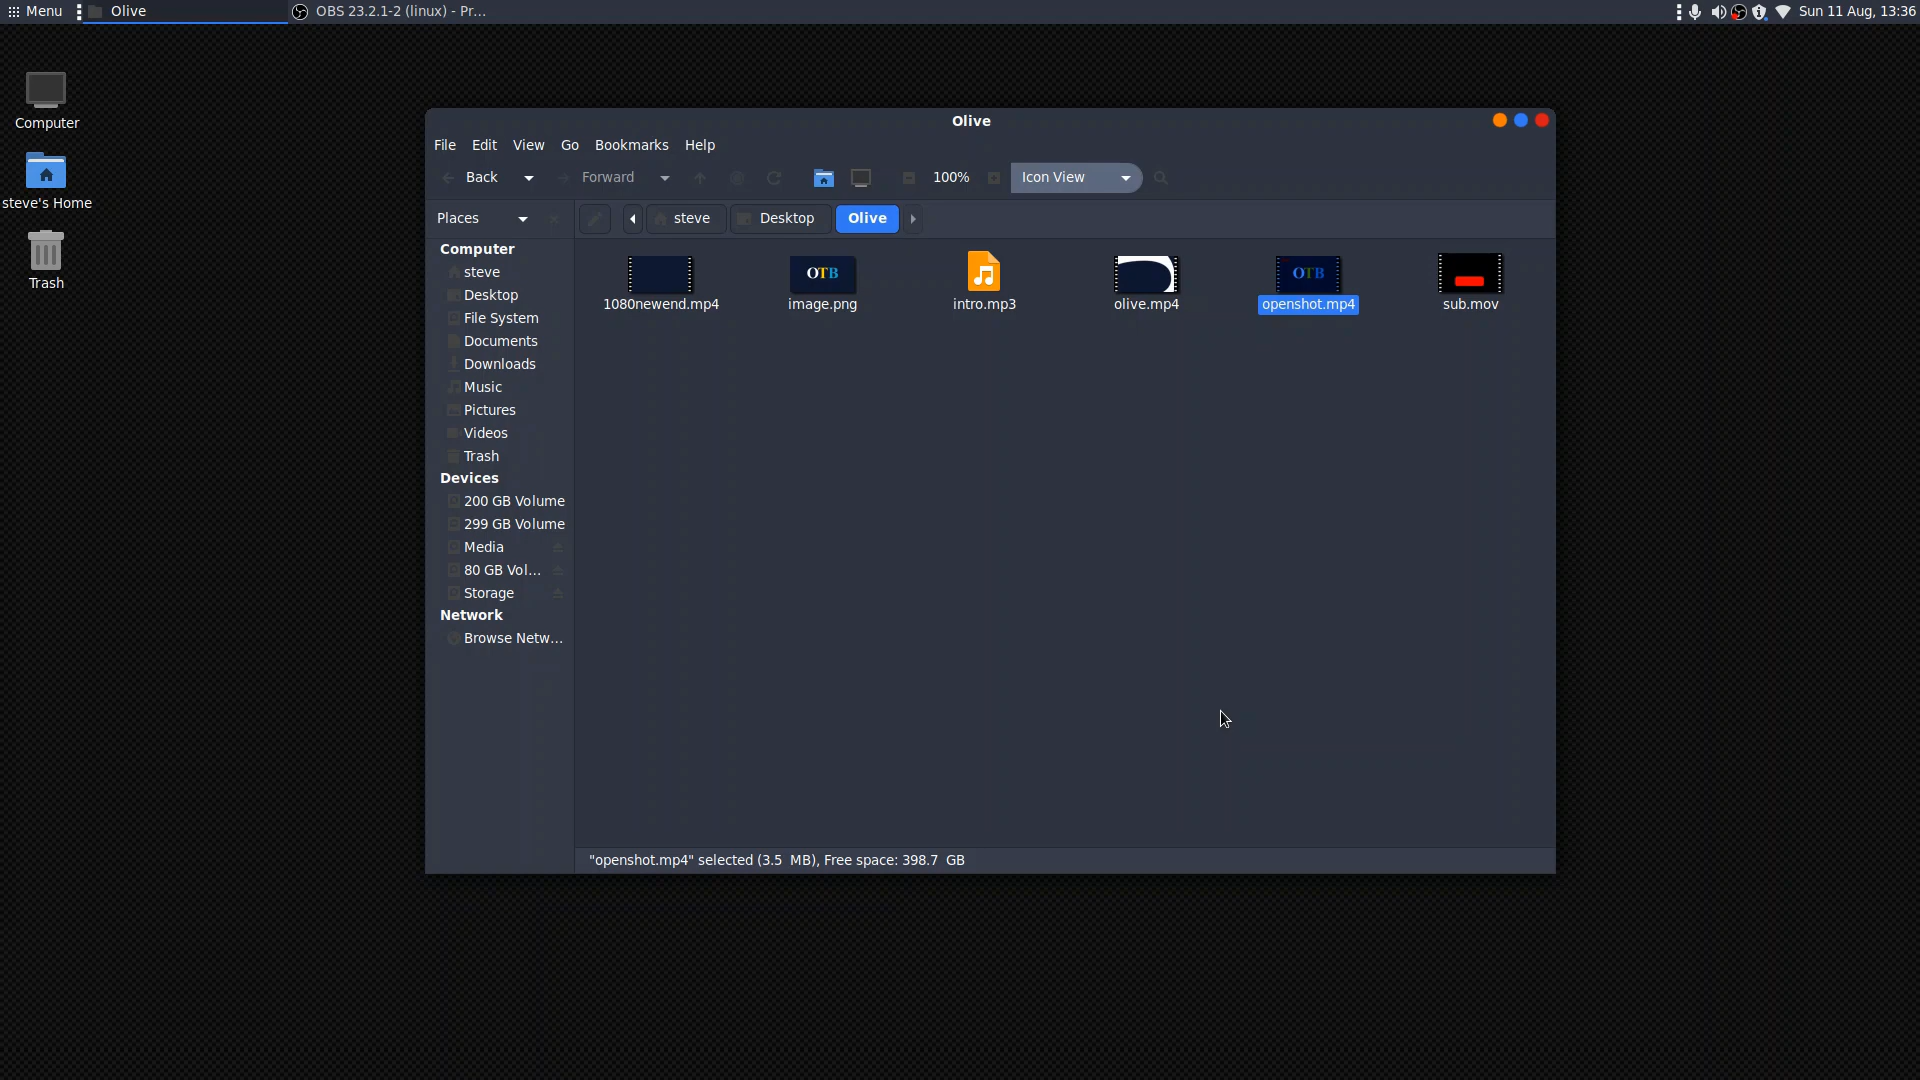 Menu
Olive
OBS 23.2.1-2 (linux) - Pr...
Sun 11 Aug, 13:36
Computer
steve's Home
Trash
Olive
File Edit View Go Bookmarks Help
Back Forward 100% Icon View
Places steve Desktop Olive
Computer
steve
Desktop
File System
Documents
Downloads
Music
Pictures
Videos
Trash
Devices
200 GB Volume
299 GB Volume
Media
80 GB Vol...
Storage
Network
Browse Netw...
OTB
OTB
1080newend.mp4
image.png
intro.mp3
olive.mp4
openshot.mp4
sub.mov
"openshot.mp4" selected (3.5 MB), Free space: 398.7 GB